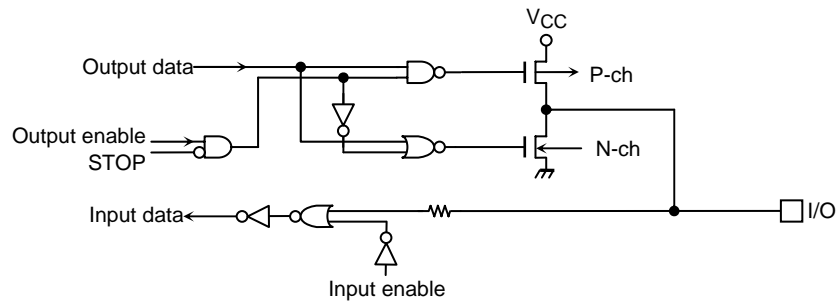 VCC
Output data
P-ch
Output enable
STOP
N-ch
Input data
I/O
Input enable